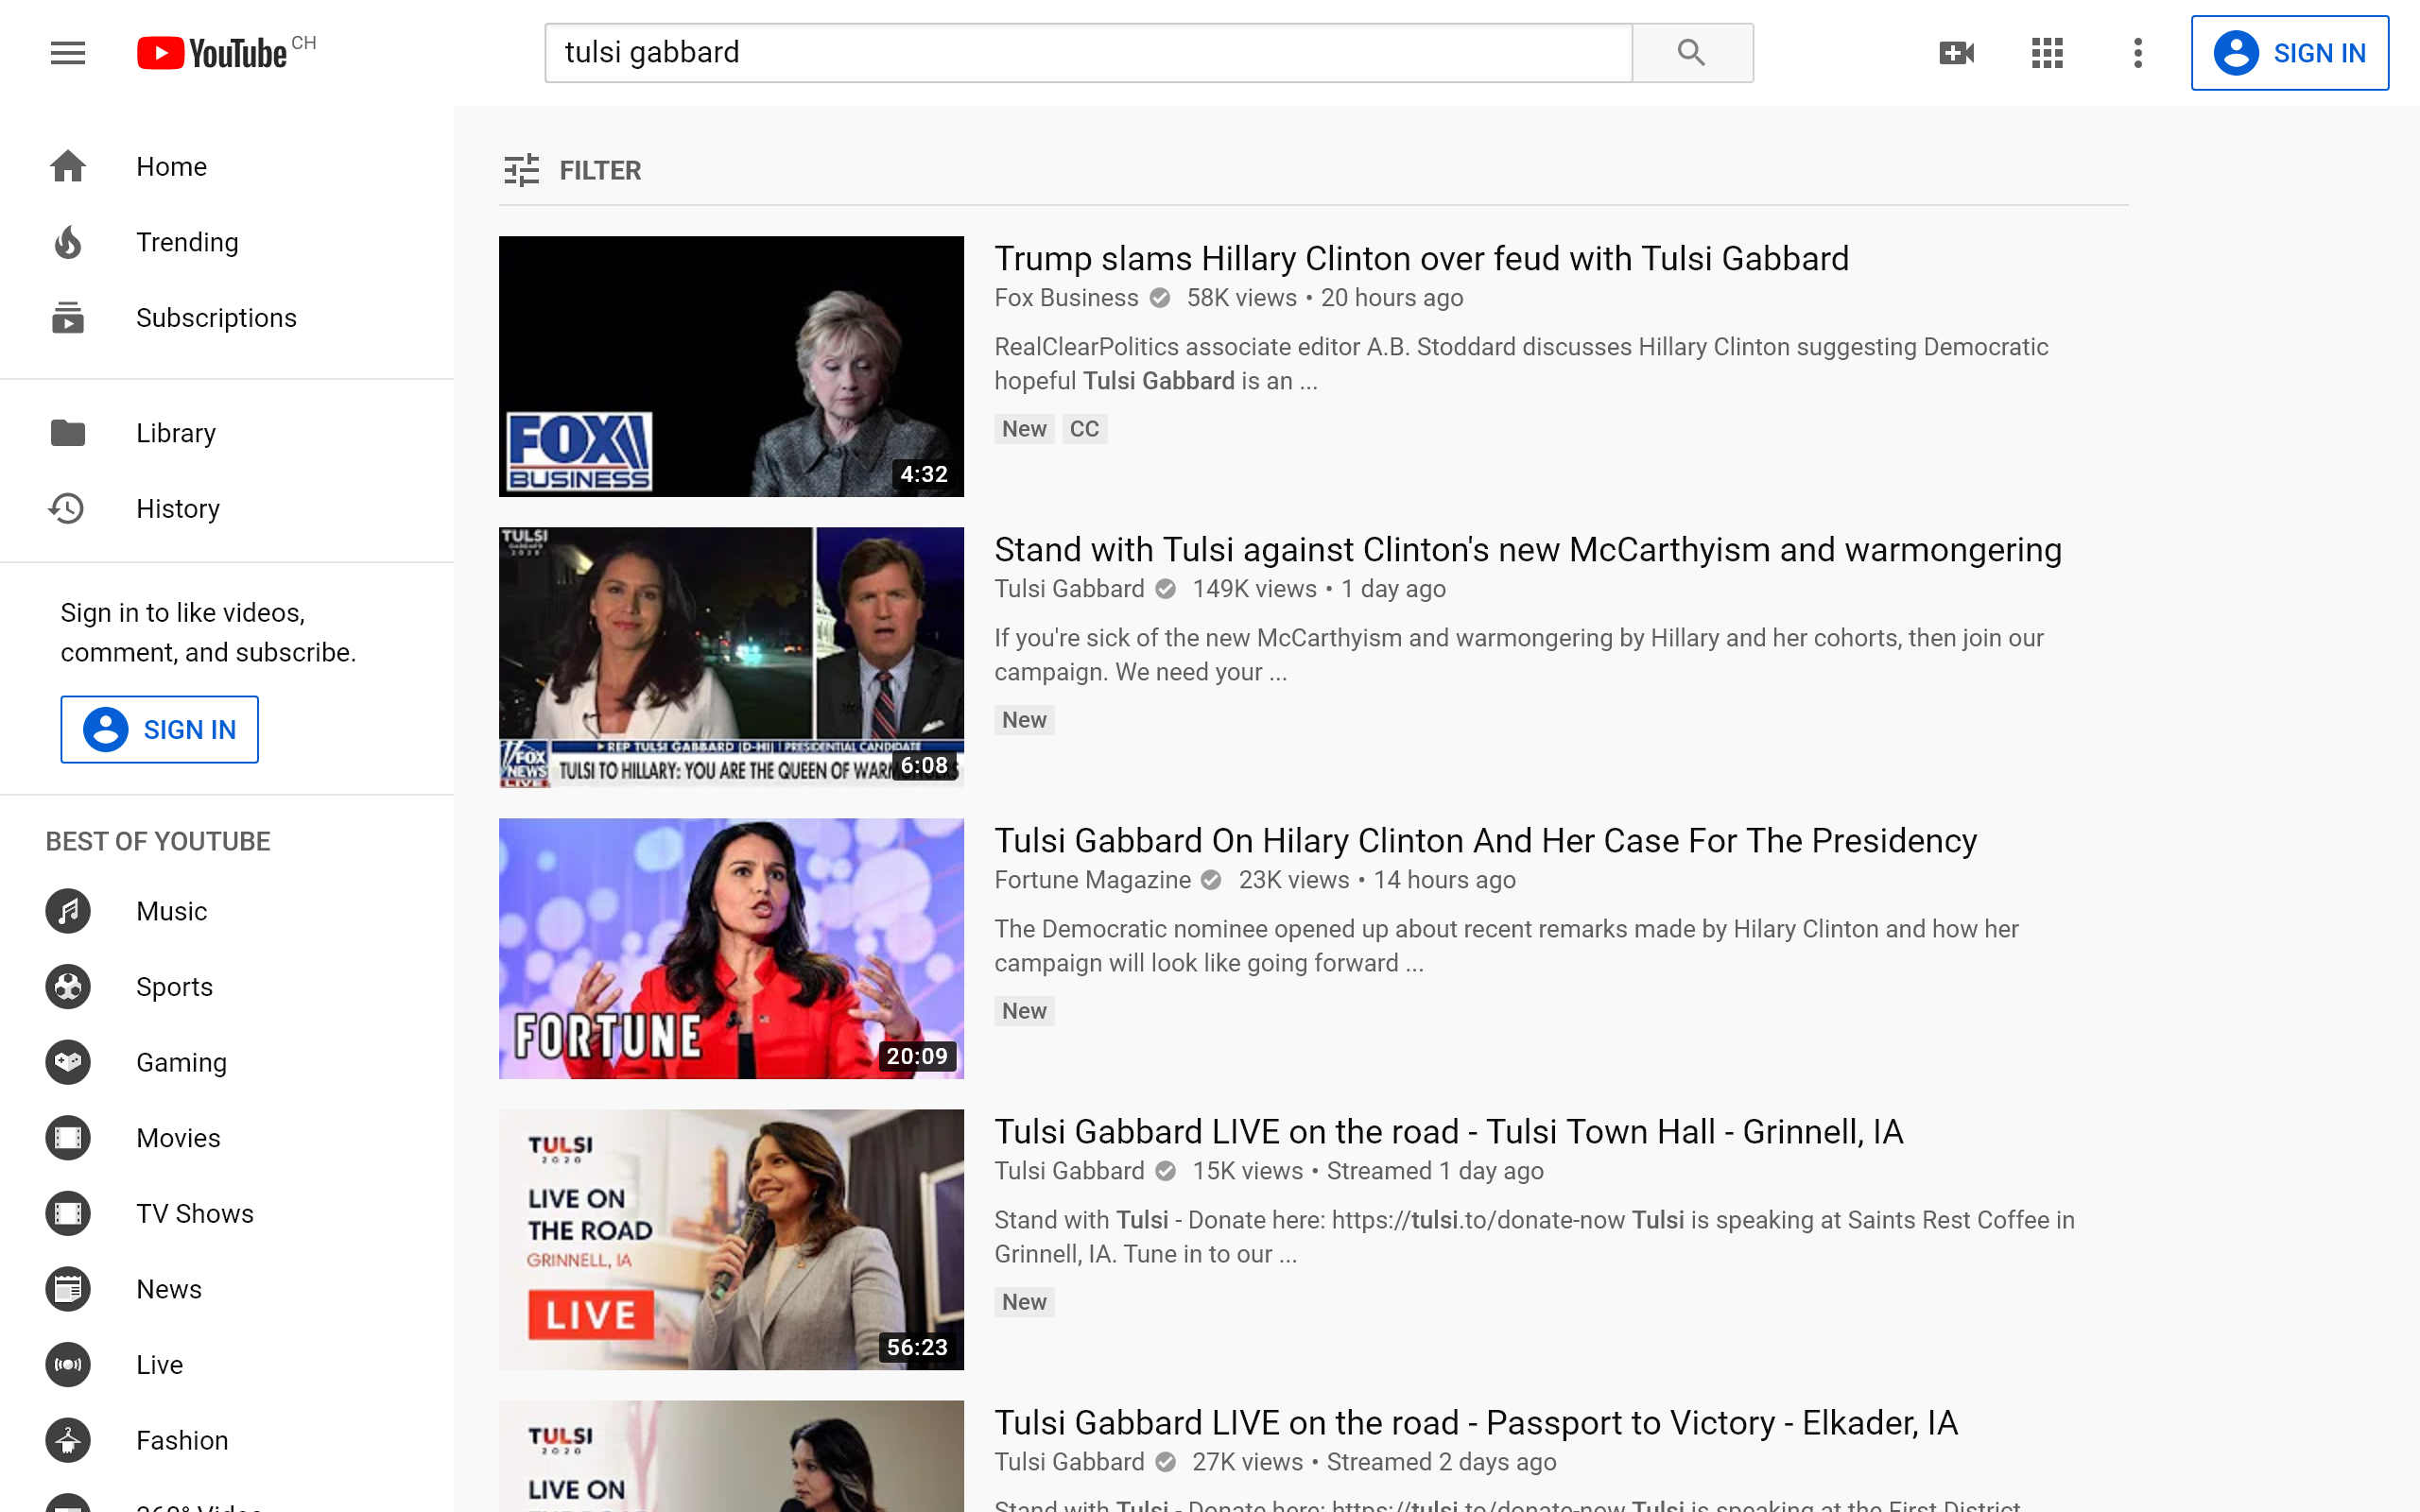 YouTube CH
tulsi gabbard
SIGN IN
Home
Trending
Subscriptions
Library
History
Sign in to like videos,
comment, and subscribe.
SIGN IN
BEST OF YOUTUBE
Music
Sports
Gaming
Movies
TV Shows
News
Live
Fashion
FILTER
FOX
BUSINESS
4:32
Trump slams Hillary Clinton over feud with Tulsi Gabbard
Fox Business 58K views • 20 hours ago
RealClearPolitics associate editor A.B. Stoddard discusses Hillary Clinton suggesting Democratic
hopeful Tulsi Gabbard is an ...
New CC
TULSI
GABBARD
2020
REP TULSI GABBARD (D-HI) | PRESIDENTIAL CANDIDATE
FOX
NEWS
LIVE
TULSI TO HILLARY: YOU ARE THE QUEEN OF
6:08
Stand with Tulsi against Clinton's new McCarthyism and warmongering
Tulsi Gabbard 149K views • 1 day ago
If you're sick of the new McCarthyism and warmongering by Hillary and her cohorts, then join our
campaign. We need your ...
New
FORTUNE
20:09
Tulsi Gabbard On Hilary Clinton And Her Case For The Presidency
Fortune Magazine 23K views • 14 hours ago
The Democratic nominee opened up about recent remarks made by Hilary Clinton and how her
campaign will look like going forward ...
New
TULSI
2020
LIVE ON
THE ROAD
GRINNELL, IA
LIVE
56:23
Tulsi Gabbard LIVE on the road - Tulsi Town Hall - Grinnell, IA
Tulsi Gabbard 15K views • Streamed 1 day ago
Stand with Tulsi - Donate here: https://tulsi.to/donate-now Tulsi is speaking at Saints Rest Coffee in
Grinnell, IA. Tune in to our ...
New
TULSI
2020
LIVE ON
Tulsi Gabbard LIVE on the road - Passport to Victory - Elkader, IA
Tulsi Gabbard 27K views • Streamed 2 days ago
Stand with Tulsi - Donate here: https://tulsi.to/donate-now Tulsi is speaking at the First District